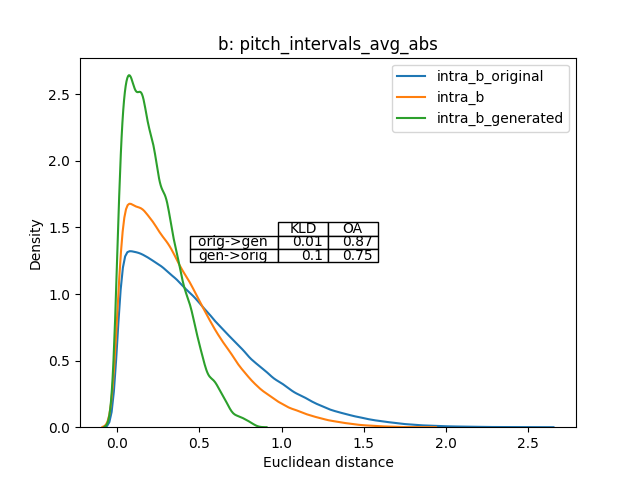 b: pitch_intervals_avg_abs
intra_b_original
intra_b
intra_b_generated
KLD OA
orig->gen 0.01 0.87
gen->orig 0.1 0.75
Density
2.5
2.0
1.5
1.0
0.5
0.0
0.0 0.5 1.0 1.5 2.0 2.5
Euclidean distance